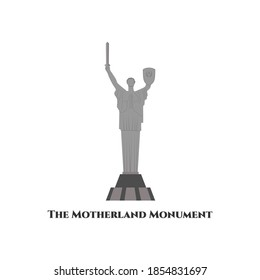 The Motherland Monument
shutterstock.com · 1854831697